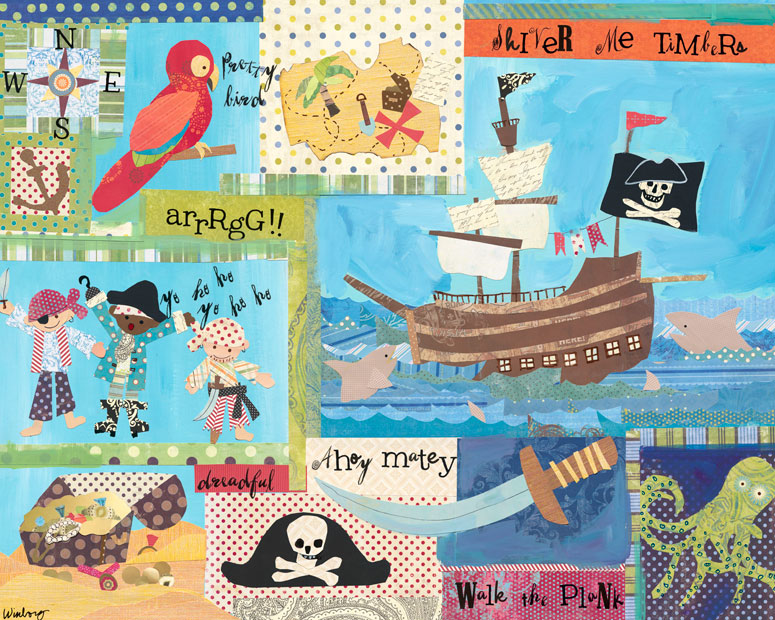 N
W E
S
Pretty
bird
Shiver Me Timbers
arrRgG!!
yo ho ho
yo ho ho
dreadful
Ahoy matey
Walk the Plank
Winborg